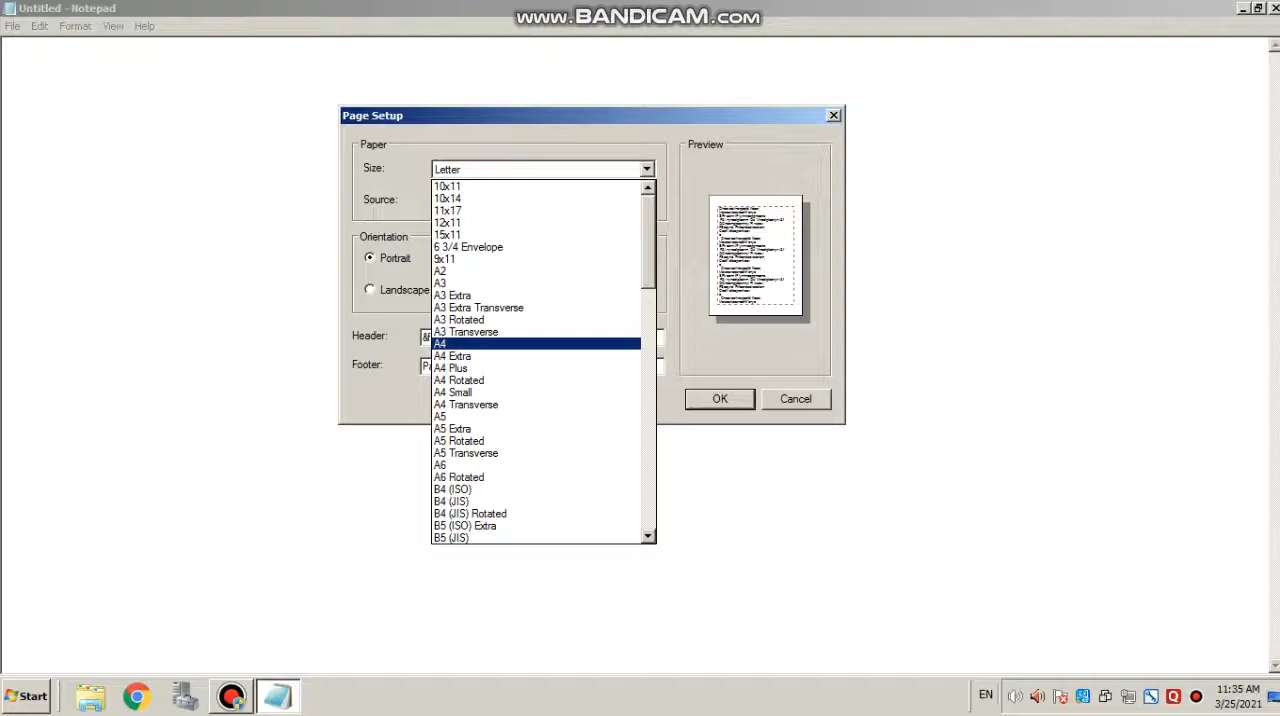 Untitled - Notepad
www.BANDICAM.com
File Edit Format View Help
Page Setup
Paper
Size:
Letter
Source:
10x11
10x14
11x17
12x11
15x11
6 3/4 Envelope
9x11
A2
A3
A3 Extra
A3 Extra Transverse
A3 Rotated
A3 Transverse
A4
A4 Extra
A4 Plus
A4 Rotated
A4 Small
A4 Transverse
A5
A5 Extra
A5 Rotated
A5 Transverse
A6
A6 Rotated
B4 (ISO)
B4 (JIS)
B4 (JIS) Rotated
B5 (ISO) Extra
B5 (JIS)
Orientation
Portrait
Landscape
Header: &f
Footer:
Preview
OK Cancel
Start
EN
11:35 AM
3/25/2021